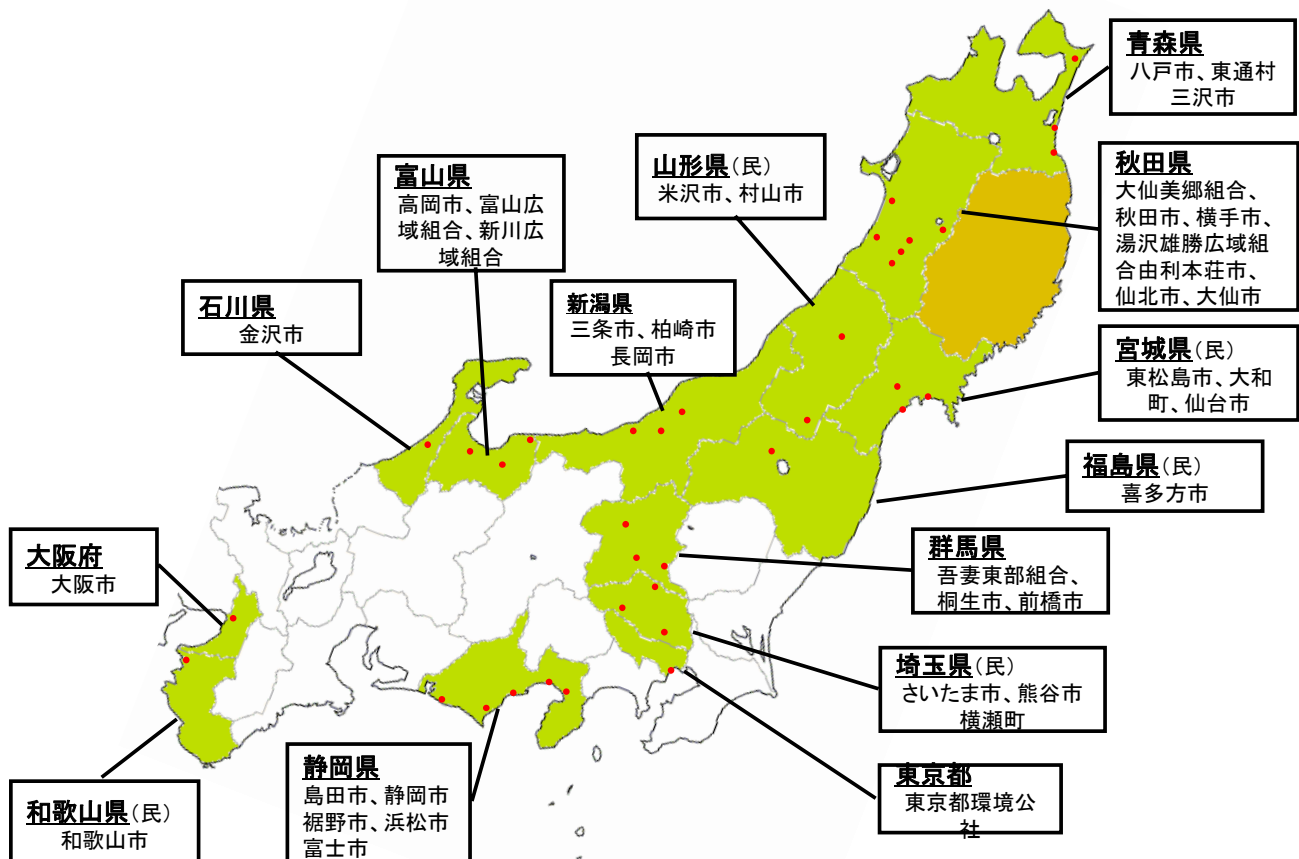 青森県
八戸市、東通村
三沢市
秋田県
大仙美郷組合、
秋田市、横手市、
湯沢雄勝広域組
合由利本荘市、
仙北市、大仙市
山形県(民)
米沢市、村山市
富山県
高岡市、富山広
域組合、新川広
域組合
石川県
金沢市
新潟県
三条市、柏崎市
長岡市
宮城県(民)
東松島市、大和
町、仙台市
福島県(民)
喜多方市
群馬県
吾妻東部組合、
桐生市、前橋市
大阪府
大阪市
埼玉県(民)
さいたま市、熊谷市
横瀬町
東京都
東京都環境公
社
静岡県
島田市、静岡市
裾野市、浜松市
富士市
和歌山県(民)
和歌山市